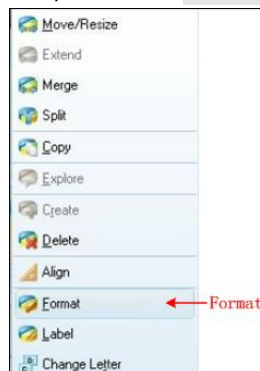 Move/Resize
Extend
Merge
Split
Copy
Explore
Create
Delete
Align
Format Format
Label
Change Letter